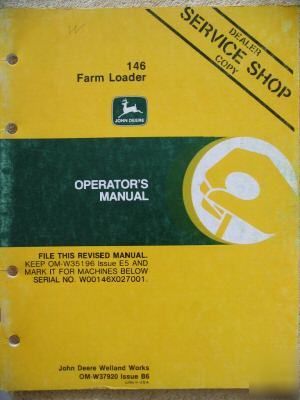 146
Farm Loader
DEALER
SERVICE SHOP
COPY
JOHN DEERE
OPERATOR'S
MANUAL
FILE THIS REVISED MANUAL.
KEEP OM-W35196 Issue E5 AND
MARK IT FOR MACHINES BELOW
SERIAL NO. W00146X027001.
John Deere Welland Works
OM-W37920 Issue B6